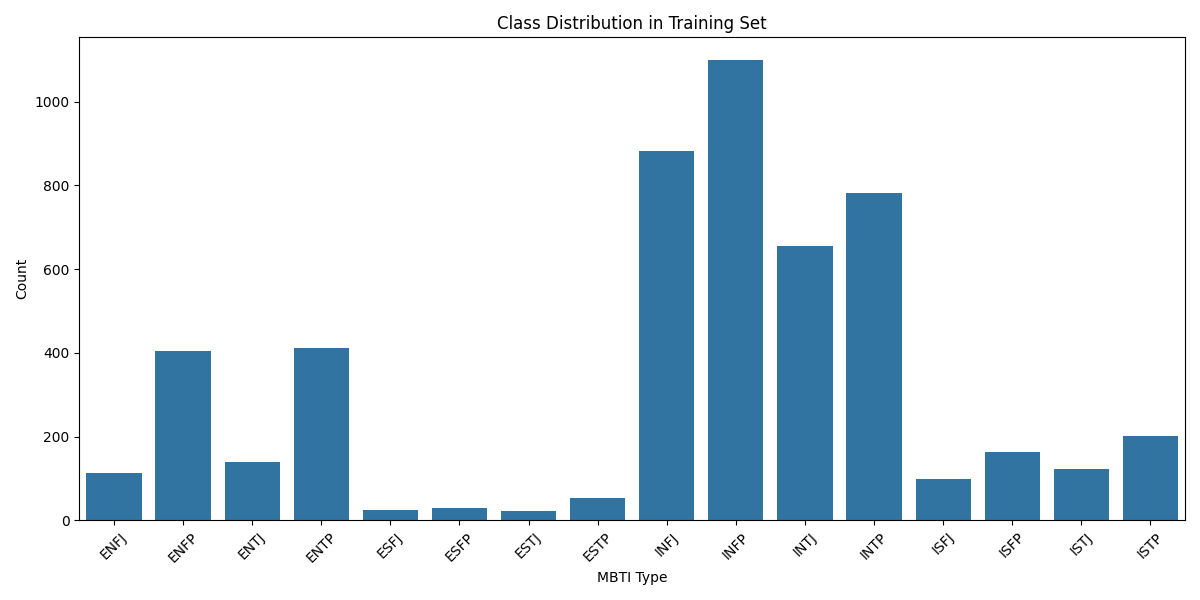 Class Distribution in Training Set
Count
1000
800
600
400
200
0
ENFJ ENFP ENTJ ENTP ESFJ ESFP ESTJ ESTP INFJ INFP INTJ INTP ISFJ ISFP ISTJ ISTP
MBTI Type